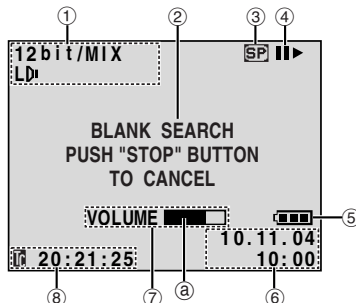 ① ② ③ ④
12bit/MIX SP
L
BLANK SEARCH
PUSH "STOP" BUTTON
TO CANCEL
VOLUME
⑤
10.11.04
20:21:25 10:00
⑧ ⑦ ⓐ ⑥